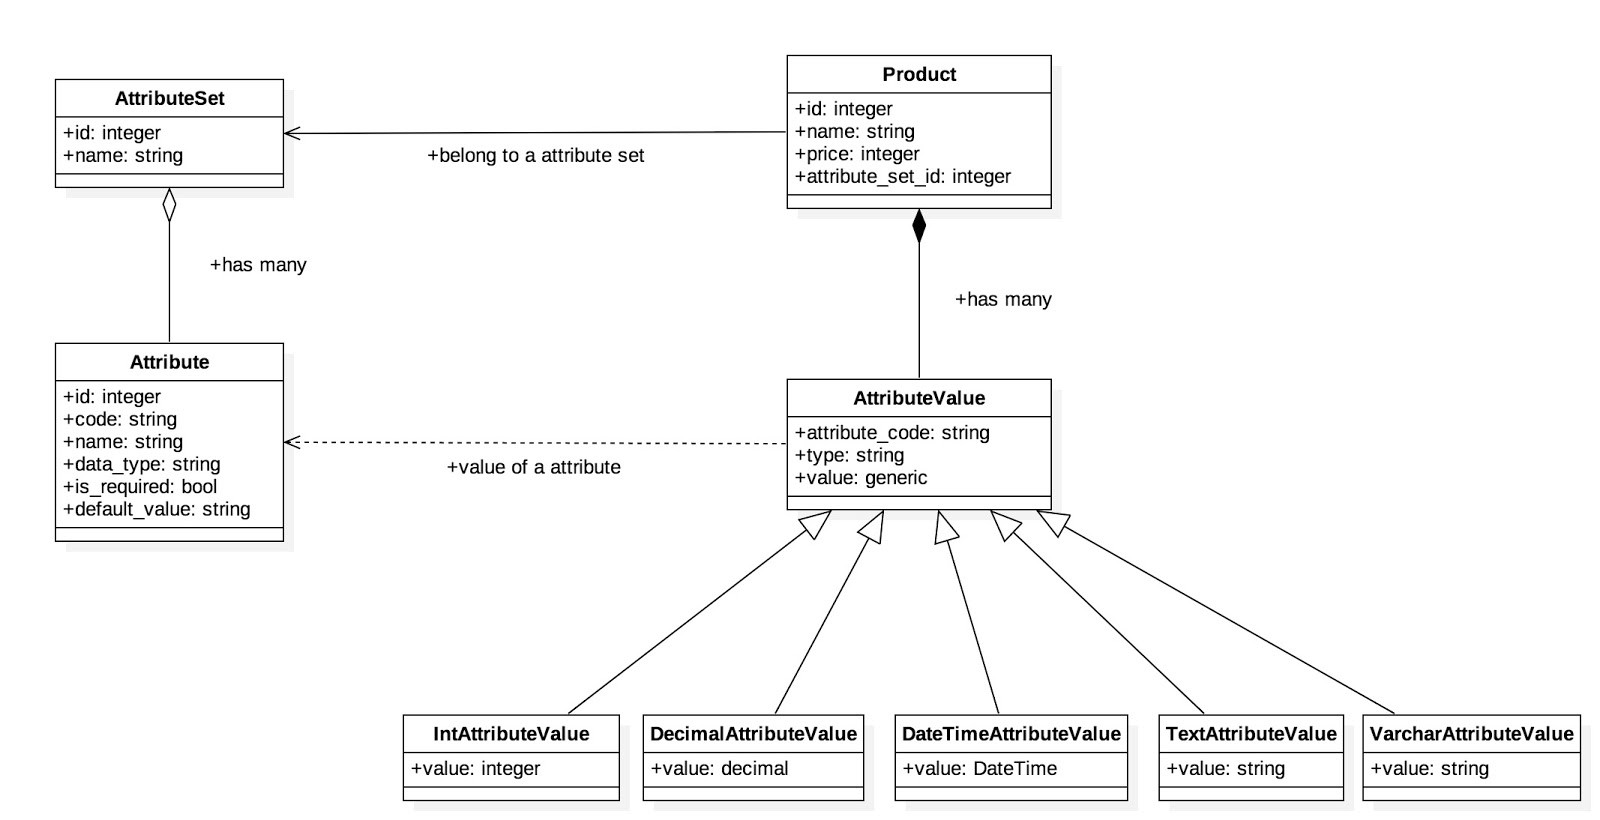 Product
+id: integer
+name: string
+price: integer
+attribute_set_id: integer
AttributeSet
+id: integer
+name: string
+belong to a attribute set
+has many
+has many
Attribute
+id: integer
+code: string
+name: string
+data_type: string
+is_required: bool
+default_value: string
+value of a attribute
AttributeValue
+attribute_code: string
+type: string
+value: generic
IntAttributeValue
+value: integer
DecimalAttributeValue
+value: decimal
DateTimeAttributeValue
+value: DateTime
TextAttributeValue
+value: string
VarcharAttributeValue
+value: string